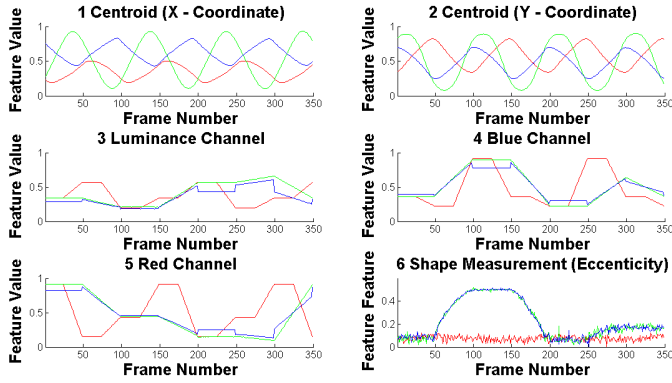 1 Centroid (X - Coordinate)
Feature Value
1
0.5
0
50 100 150 200 250 300 350
Frame Number
2 Centroid (Y - Coordinate)
Feature Value
1
0.5
0
50 100 150 200 250 300 350
Frame Number
3 Luminance Channel
Feature Value
1
0.5
0
50 100 150 200 250 300 350
Frame Number
4 Blue Channel
Feature Value
1
0.5
0
50 100 150 200 250 300 350
Frame Number
5 Red Channel
Feature Value
1
0.5
0
50 100 150 200 250 300 350
Frame Number
6 Shape Measurement (Eccenticity)
Feature Feature
0.4
0.2
0
0 50 100 150 200 250 300 350
Frame Number